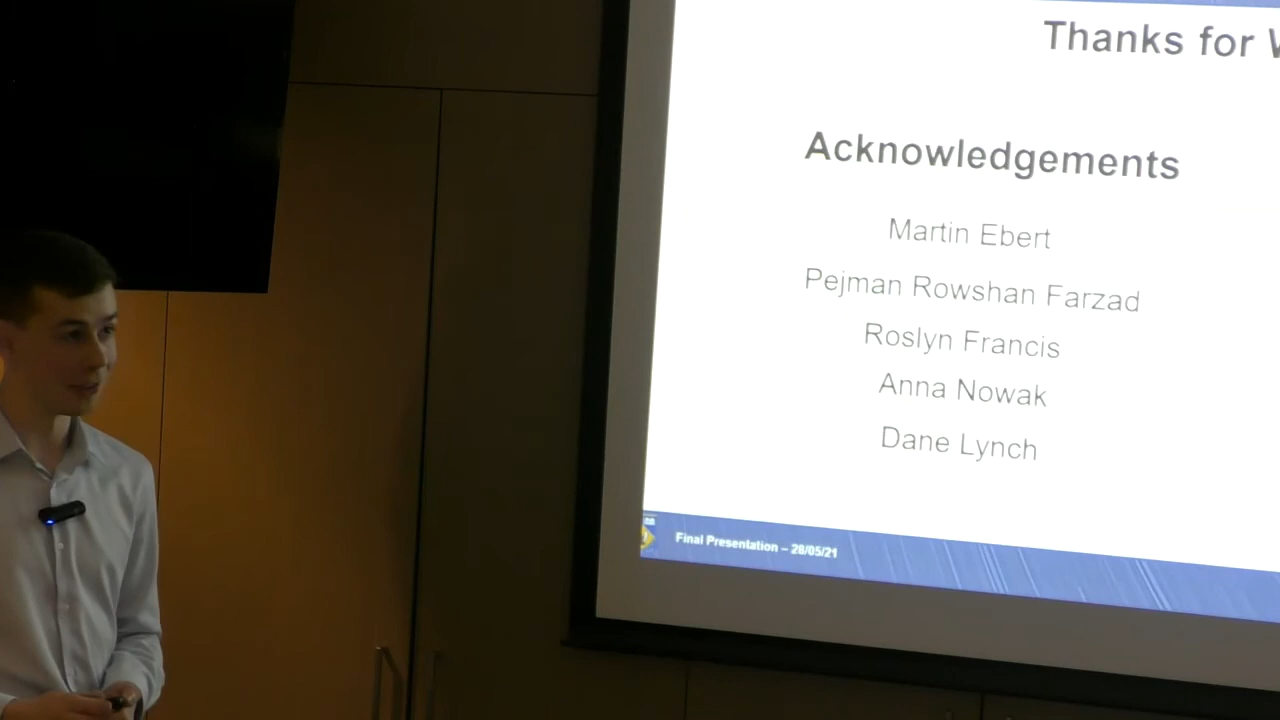 Thanks for
Acknowledgements
Martin Ebert
Pejman Rowshan Farzad
Roslyn Francis
Anna Nowak
Dane Lynch
Final Presentation – 28/05/21